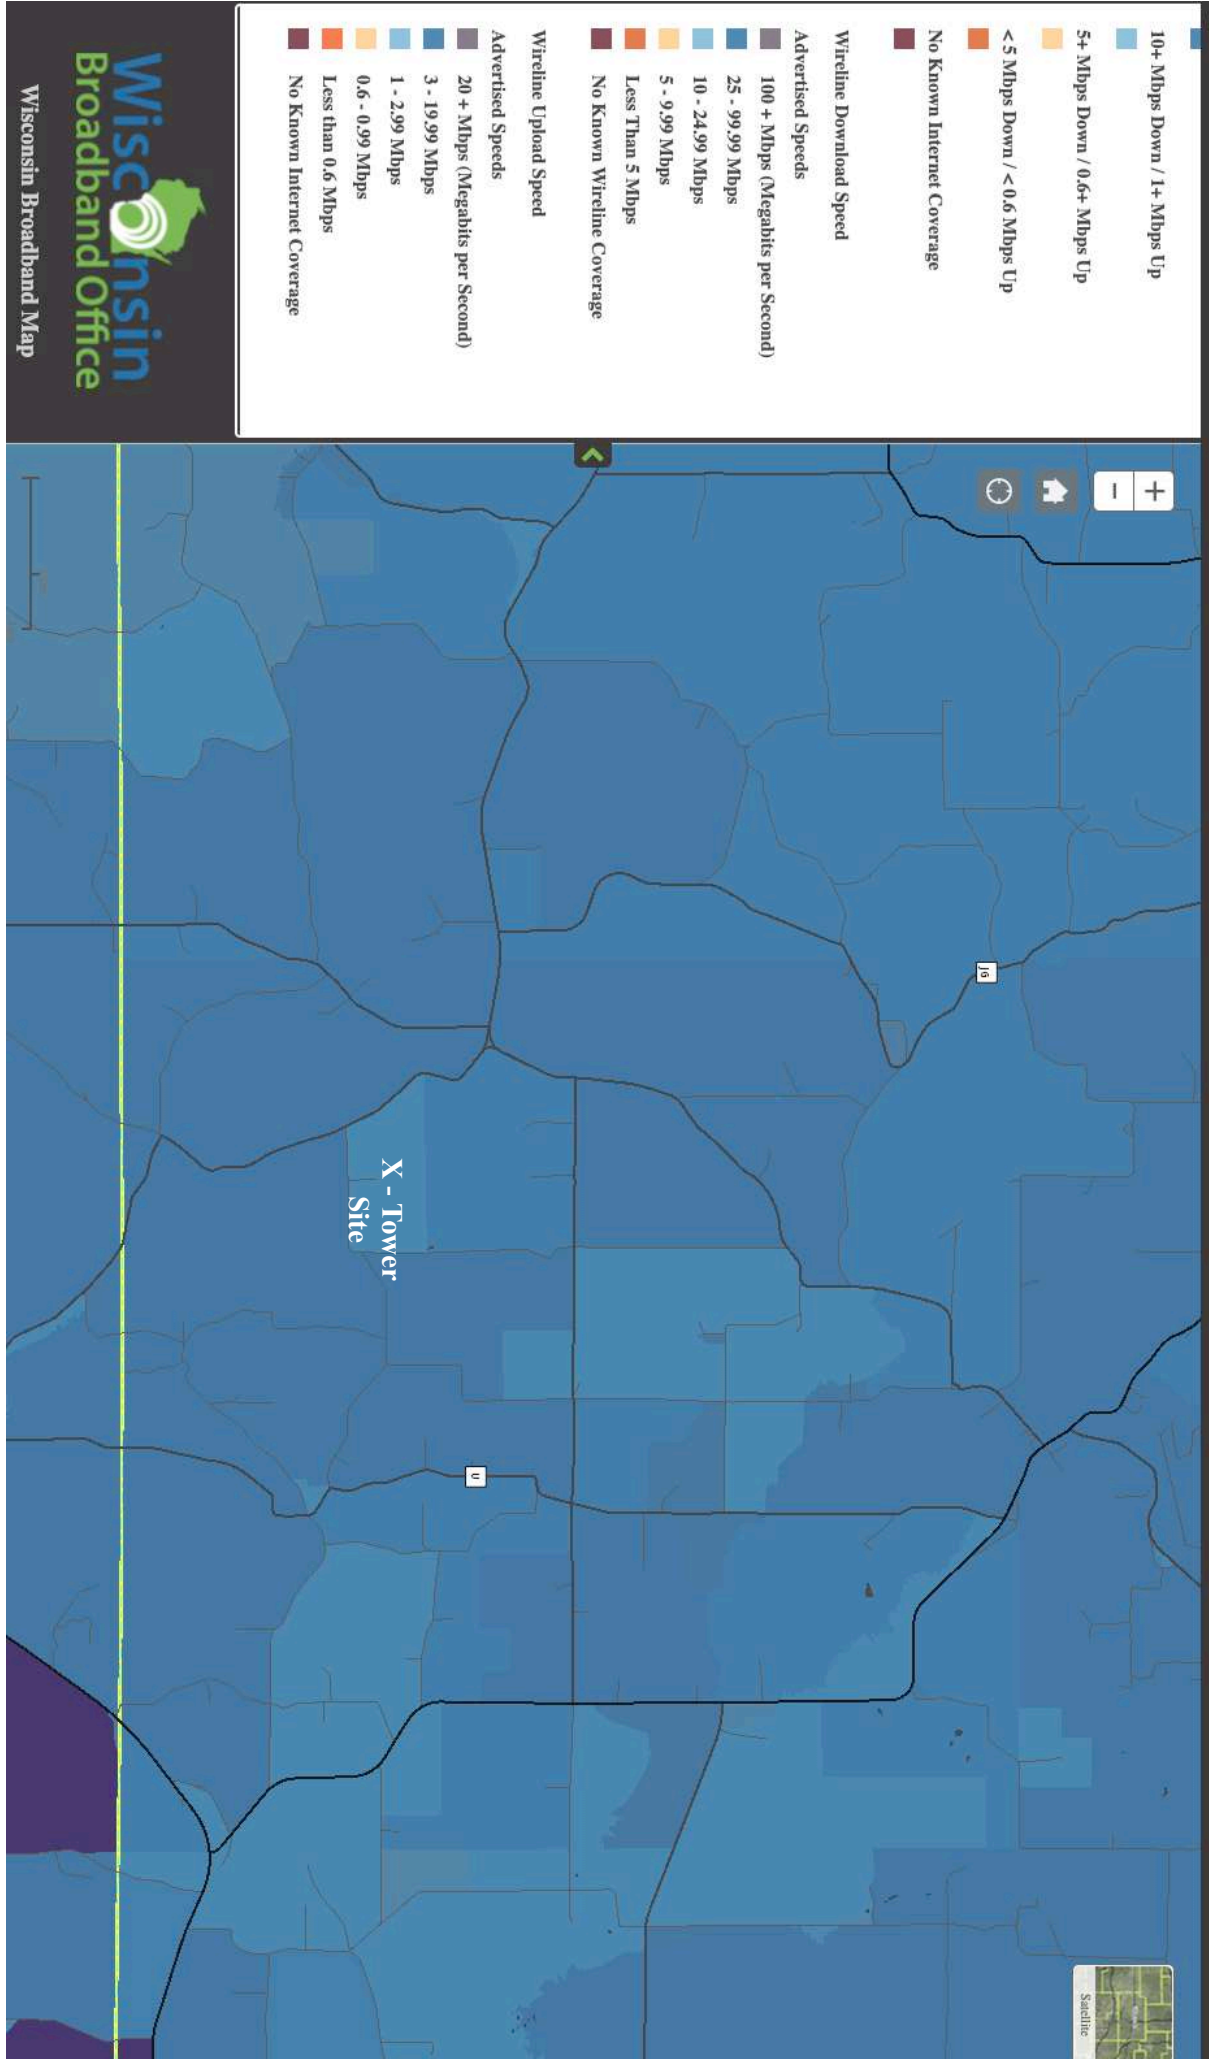 10+ Mbps Down / 1+ Mbps Up
5+ Mbps Down / 0.6+ Mbps Up
< 5 Mbps Down / < 0.6 Mbps Up
No Known Internet Coverage
Wireline Download Speed
Advertised Speeds
100 + Mbps (Megabits per Second)
25 - 99.99 Mbps
10 - 24.99 Mbps
5 - 9.99 Mbps
Less Than 5 Mbps
No Known Wireline Coverage
Wireline Upload Speed
Advertised Speeds
20 + Mbps (Megabits per Second)
3 - 19.99 Mbps
1 - 2.99 Mbps
0.6 - 0.99 Mbps
Less than 0.6 Mbps
No Known Internet Coverage
Wisconsin
Broadband Office
Wisconsin Broadband Map
+
−
JG
U
X - Tower
Site
Satellite